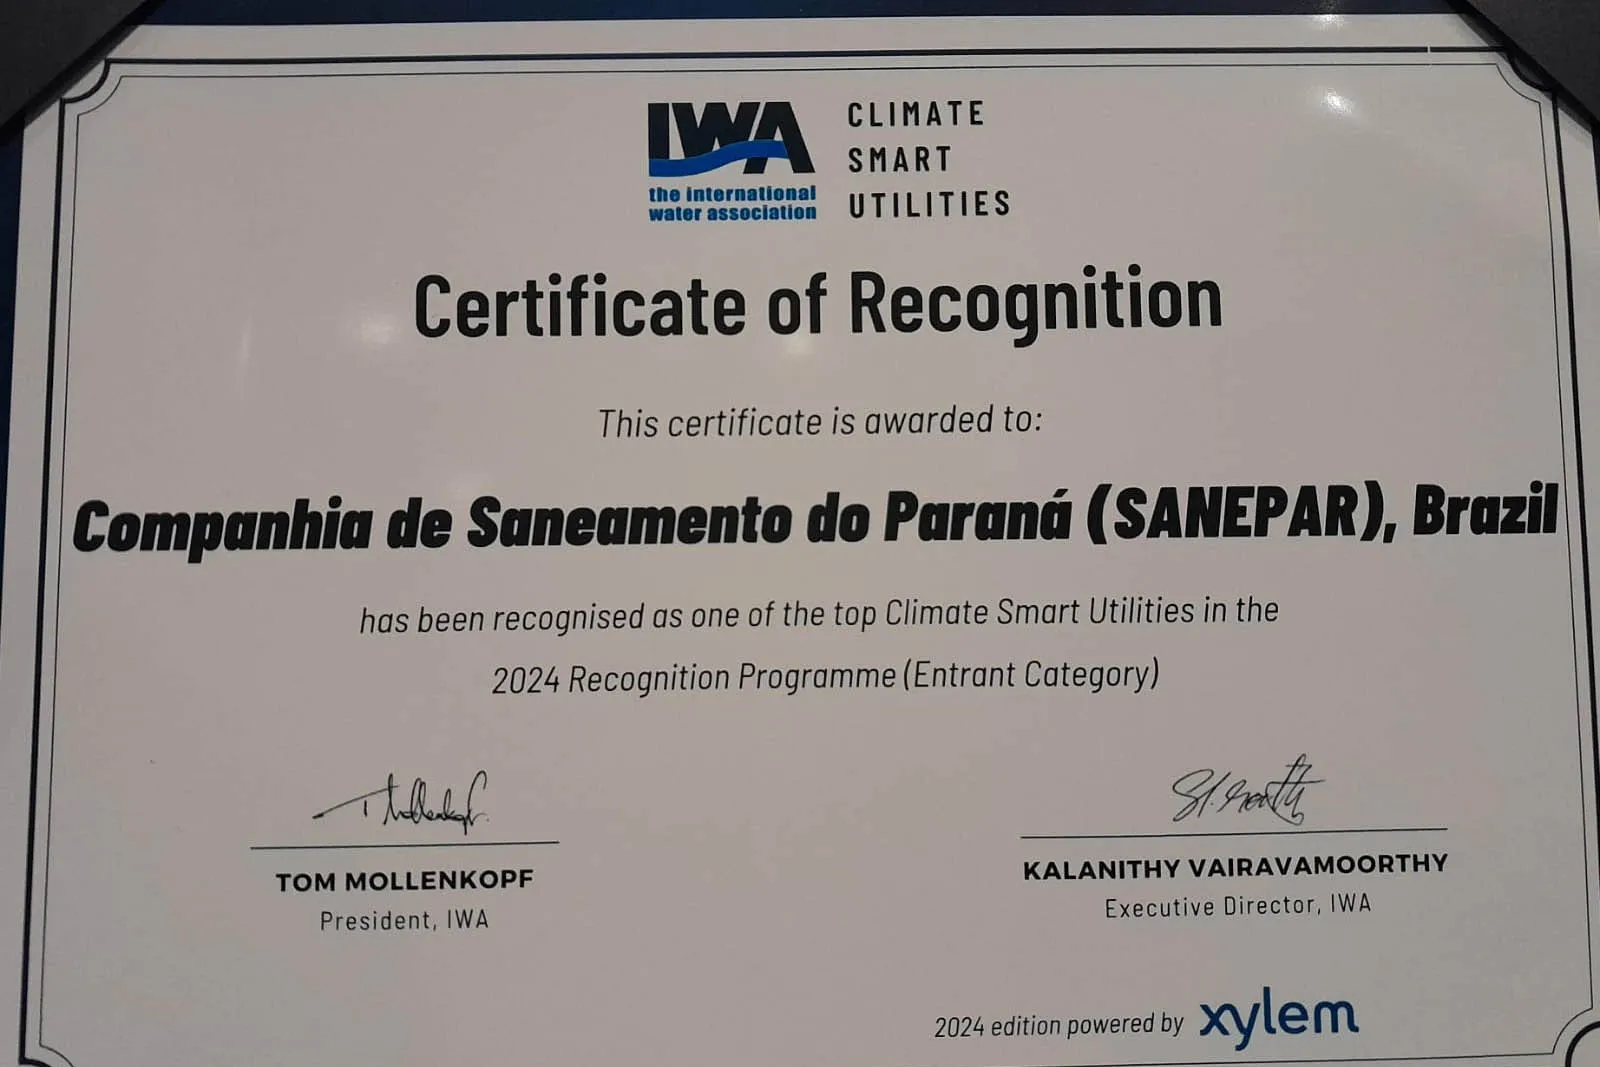 IWA
the international
water association
CLIMATE
SMART
UTILITIES
Certificate of Recognition
This certificate is awarded to:
Companhia de Saneamento do Paraná (SANEPAR), Brazil
has been recognised as one of the top Climate Smart Utilities in the
2024 Recognition Programme (Entrant Category)
TOM MOLLENKOPF
President, IWA
KALANITHY VAIRAVAMOORTHY
Executive Director, IWA
2024 edition powered by xylem